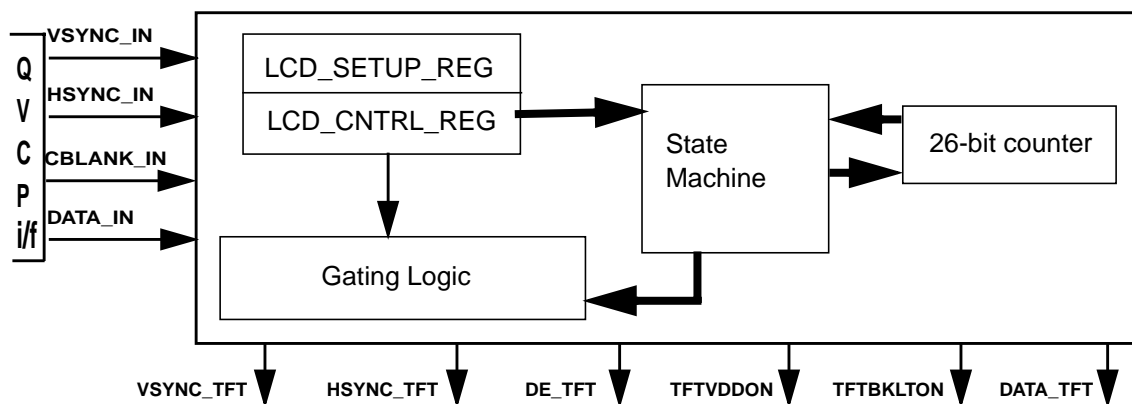 Q
V
C
P
i/f
VSYNC_IN
HSYNC_IN
CBLANK_IN
DATA_IN
LCD_SETUP_REG
LCD_CNTRL_REG
State
Machine
26-bit counter
Gating Logic
VSYNC_TFT
HSYNC_TFT
DE_TFT
TFTVDDON
TFTBKLTON
DATA_TFT